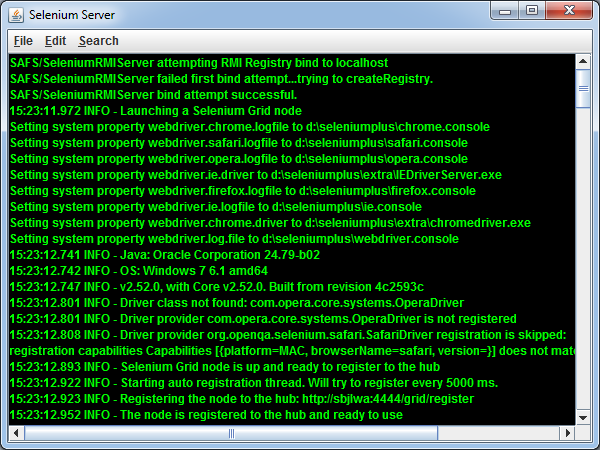 Selenium Server
File Edit Search
SAFS/SeleniumRMIServer attempting RMI Registry bind to localhost
SAFS/SeleniumRMIServer failed first bind attempt...trying to createRegistry.
SAFS/SeleniumRMIServer bind attempt successful.
15:23:11.972 INFO - Launching a Selenium Grid node
Setting system property webdriver.chrome.logfile to d:\seleniumplus\chrome.console
Setting system property webdriver.safari.logfile to d:\seleniumplus\safari.console
Setting system property webdriver.opera.logfile to d:\seleniumplus\opera.console
Setting system property webdriver.ie.driver to d:\seleniumplus\extra\IEDriverServer.exe
Setting system property webdriver.firefox.logfile to d:\seleniumplus\firefox.console
Setting system property webdriver.ie.logfile to d:\seleniumplus\ie.console
Setting system property webdriver.chrome.driver to d:\seleniumplus\extra\chromedriver.exe
Setting system property webdriver.log.file to d:\seleniumplus\webdriver.console
15:23:12.741 INFO - Java: Oracle Corporation 24.79-b02
15:23:12.742 INFO - OS: Windows 7 6.1 amd64
15:23:12.747 INFO - v2.52.0, with Core v2.52.0. Built from revision 4c2593c
15:23:12.801 INFO - Driver class not found: com.opera.core.systems.OperaDriver
15:23:12.801 INFO - Driver provider com.opera.core.systems.OperaDriver is not registered
15:23:12.808 INFO - Driver provider org.openqa.selenium.safari.SafariDriver registration is skipped:
registration capabilities Capabilities [{platform=MAC, browserName=safari, version=}] does not mat
15:23:12.893 INFO - Selenium Grid node is up and ready to register to the hub
15:23:12.922 INFO - Starting auto registration thread. Will try to register every 5000 ms.
15:23:12.923 INFO - Registering the node to the hub: http://sbjlwa:4444/grid/register
15:23:12.952 INFO - The node is registered to the hub and ready to use